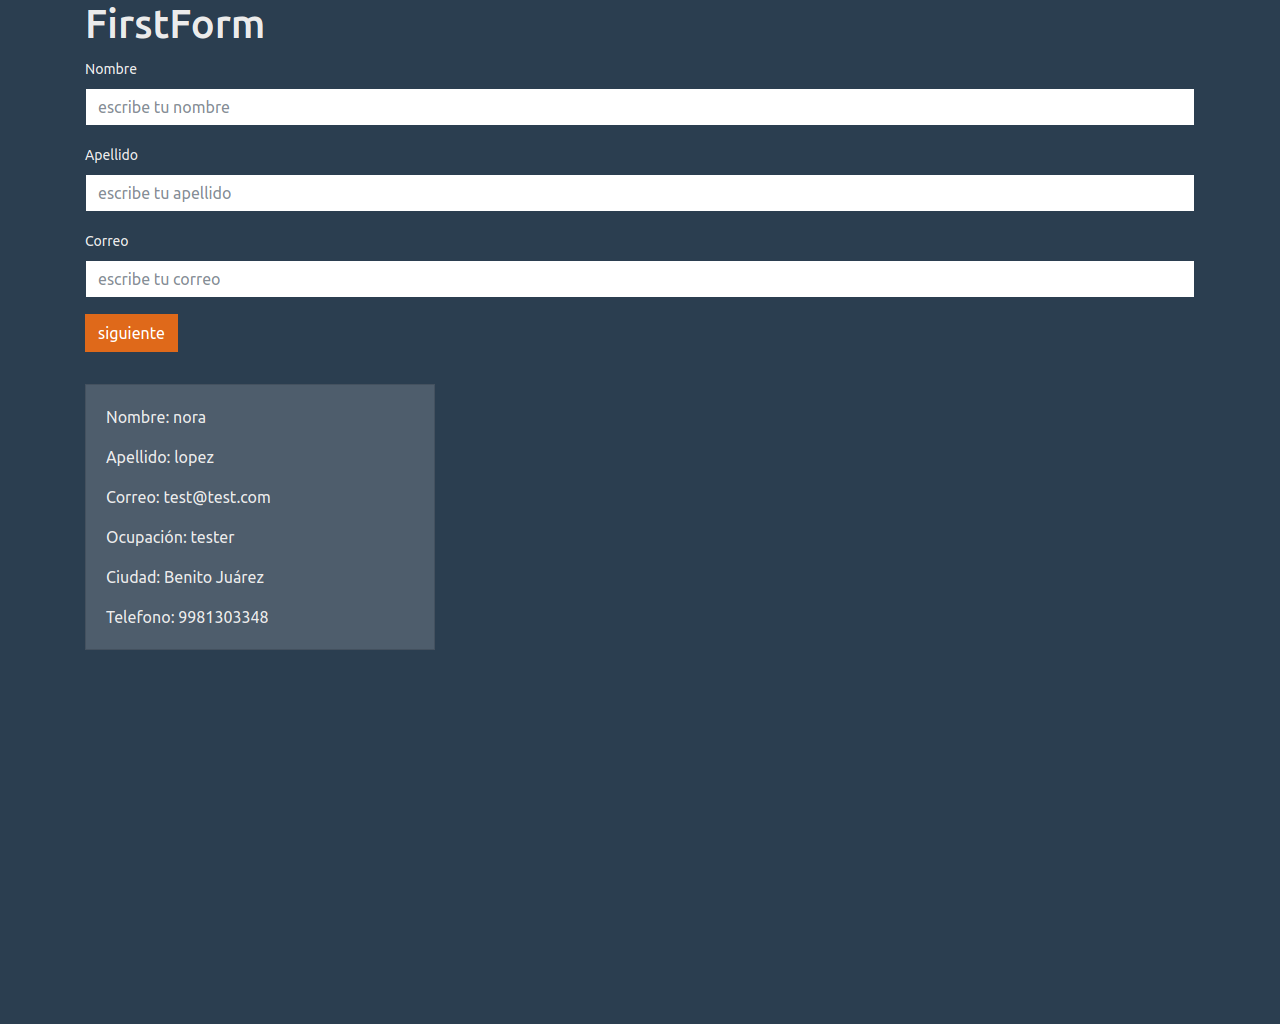 FirstForm
Nombre
escribe tu nombre
Apellido
escribe tu apellido
Correo
escribe tu correo
siguiente
Nombre: nora
Apellido: lopez
Correo: test@test.com
Ocupación: tester
Ciudad: Benito Juárez
Telefono: 9981303348